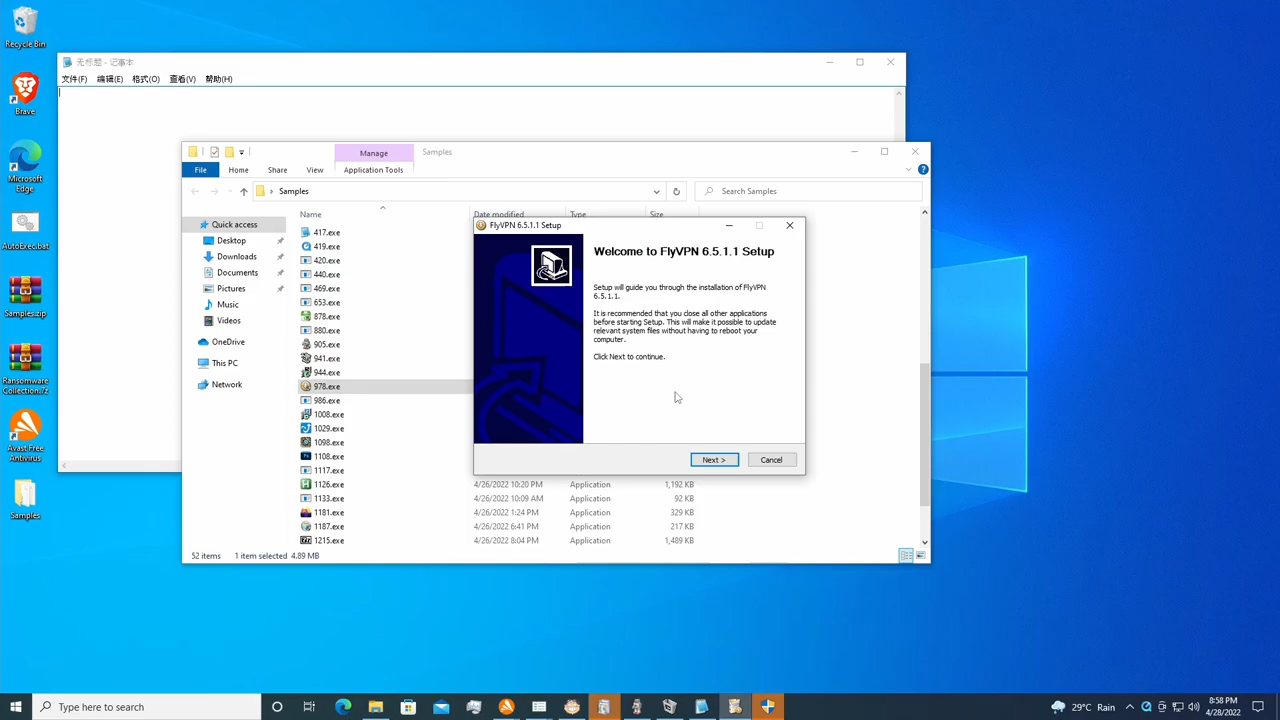 Recycle Bin
Brave
Microsoft
Edge
AutoExec.bat
Samples.zip
Ransomware
Collection.7z
Avast Free
Antivirus
Samples
无标题 - 记事本
文件(F) 编辑(E) 格式(O) 查看(V) 帮助(H)
Manage
Samples
File Home Share View Application Tools
Samples
Search Samples
Quick access
Desktop
Downloads
Documents
Pictures
Music
Videos
OneDrive
This PC
Network
Name Date modified Type Size
417.exe
419.exe
420.exe
440.exe
469.exe
653.exe
878.exe
880.exe
905.exe
941.exe
944.exe
978.exe
986.exe
1008.exe
1029.exe
1098.exe
1108.exe
1117.exe
1126.exe 4/26/2022 10:20 PM Application 1,192 KB
1133.exe 4/26/2022 10:09 AM Application 92 KB
1181.exe 4/26/2022 1:24 PM Application 329 KB
1187.exe 4/26/2022 6:41 PM Application 217 KB
1215.exe 4/26/2022 8:04 PM Application 1,489 KB
52 items 1 item selected 4.89 MB
FlyVPN 6.5.1.1 Setup
Welcome to FlyVPN 6.5.1.1 Setup
Setup will guide you through the installation of FlyVPN
6.5.1.1.
It is recommended that you close all other applications
before starting Setup. This will make it possible to update
relevant system files without having to reboot your
computer.
Click Next to continue.
Next > Cancel
Type here to search
29°C Rain
8:58 PM
4/28/2022